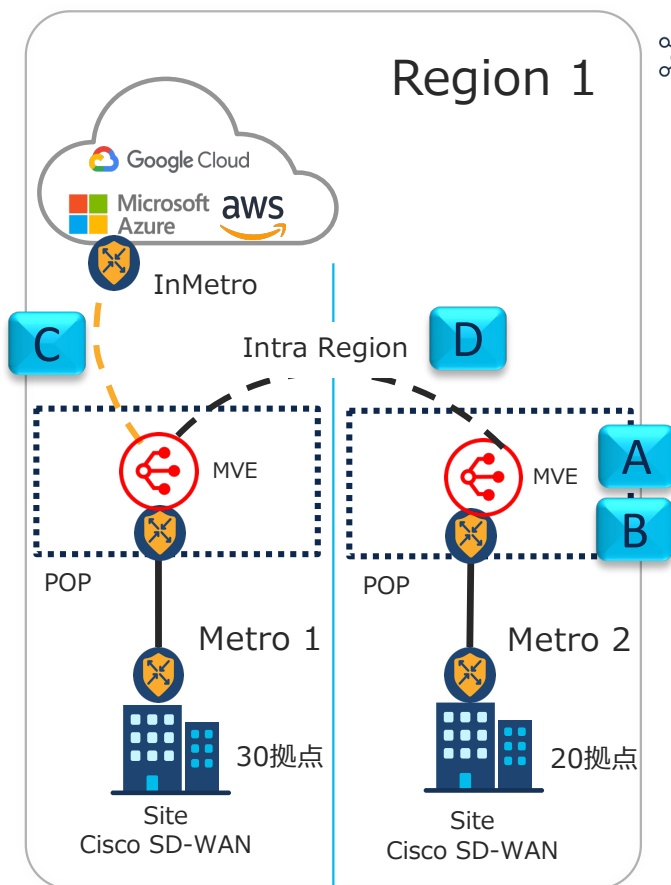 Region 1
Google Cloud
Microsoft
Azure
aws
InMetro
C
Intra Region
D
MVE
MVE
A
B
POP
POP
Metro 1
Metro 2
30拠点
20拠点
Site
Cisco SD-WAN
Site
Cisco SD-WAN